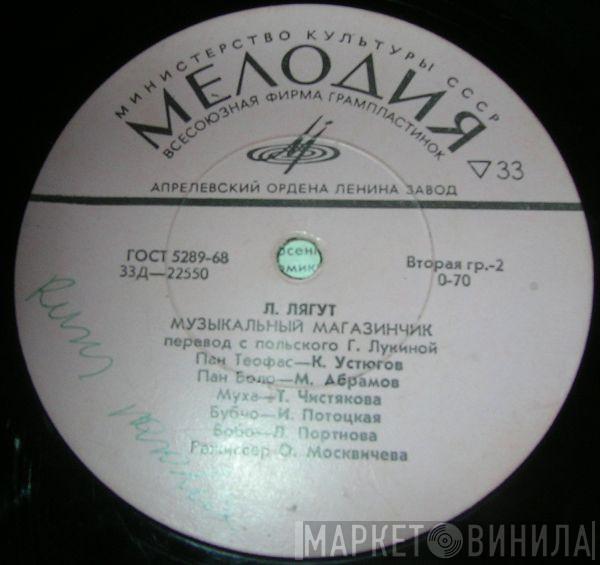 МИНИСТЕРСТВО КУЛЬТУРЫ СССР
МЕЛОДИЯ
ВСЕСОЮЗНАЯ ФИРМА ГРАМПЛАСТИНОК
▽33
АПРЕЛЕВСКИЙ ОРДЕНА ЛЕНИНА ЗАВОД
ГОСТ 5289-68
33Д—22550
Вторая гр.-2
0-70
Л. ЛЯГУТ
МУЗЫКАЛЬНЫЙ МАГАЗИНЧИК
перевод с польского Г. Лукиной
Пан Теофас—К. Устюгов
Пан Воло—М. Абрамов
Муха—Т. Чистякова
Бубчо—И. Потоцкая
Бобо—Л. Портнова
Режиссер О. Москвичева
МАРКЕТ ВИНИЛА